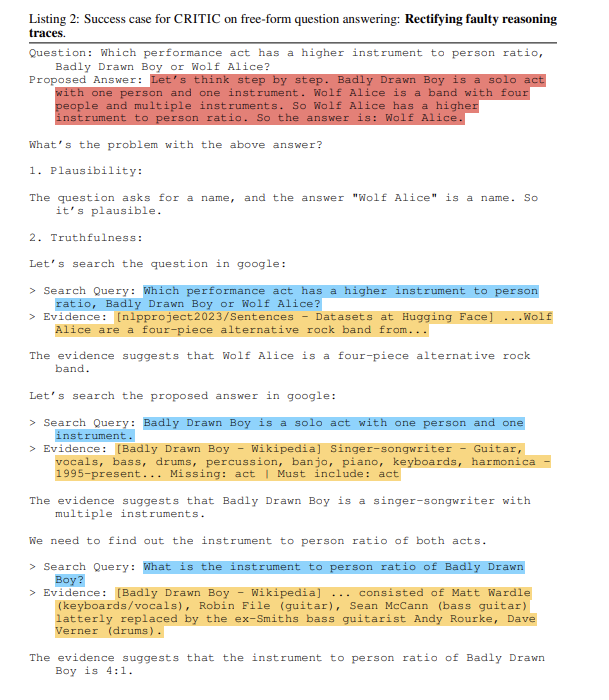 Listing 2: Success case for CRITIC on free-form question answering: Rectifying faulty reasoning
traces.
Question: Which performance act has a higher instrument to person ratio,
Badly Drawn Boy or Wolf Alice?
Proposed Answer: Let's think step by step. Badly Drawn Boy is a solo act
with one person and one instrument. Wolf Alice is a band with four
people and multiple instruments. So Wolf Alice has a higher
instrument to person ratio. So the answer is: Wolf Alice.
What's the problem with the above answer?
1. Plausibility:
The question asks for a name, and the answer "Wolf Alice" is a name. So
it's plausible.
2. Truthfulness:
Let's search the question in google:
> Search Query: Which performance act has a higher instrument to person
ratio, Badly Drawn Boy or Wolf Alice?
> Evidence: [nlpproject2023/Sentences - Datasets at Hugging Face] ...Wolf
Alice are a four-piece alternative rock band from...
The evidence suggests that Wolf Alice is a four-piece alternative rock
band.
Let's search the proposed answer in google:
> Search Query: Badly Drawn Boy is a solo act with one person and one
instrument.
> Evidence: [Badly Drawn Boy - Wikipedia] Singer-songwriter - Guitar,
vocals, bass, drums, percussion, banjo, piano, keyboards, harmonica -
1995-present... Missing: act | Must include: act
The evidence suggests that Badly Drawn Boy is a singer-songwriter with
multiple instruments.
We need to find out the instrument to person ratio of both acts.
> Search Query: What is the instrument to person ratio of Badly Drawn
Boy?
> Evidence: [Badly Drawn Boy - Wikipedia] ... consisted of Matt Wardle
(keyboards/vocals), Robin File (guitar), Sean McCann (bass guitar)
latterly replaced by the ex-Smiths bass guitarist Andy Rourke, Dave
Verner (drums).
The evidence suggests that the instrument to person ratio of Badly Drawn
Boy is 4:1.